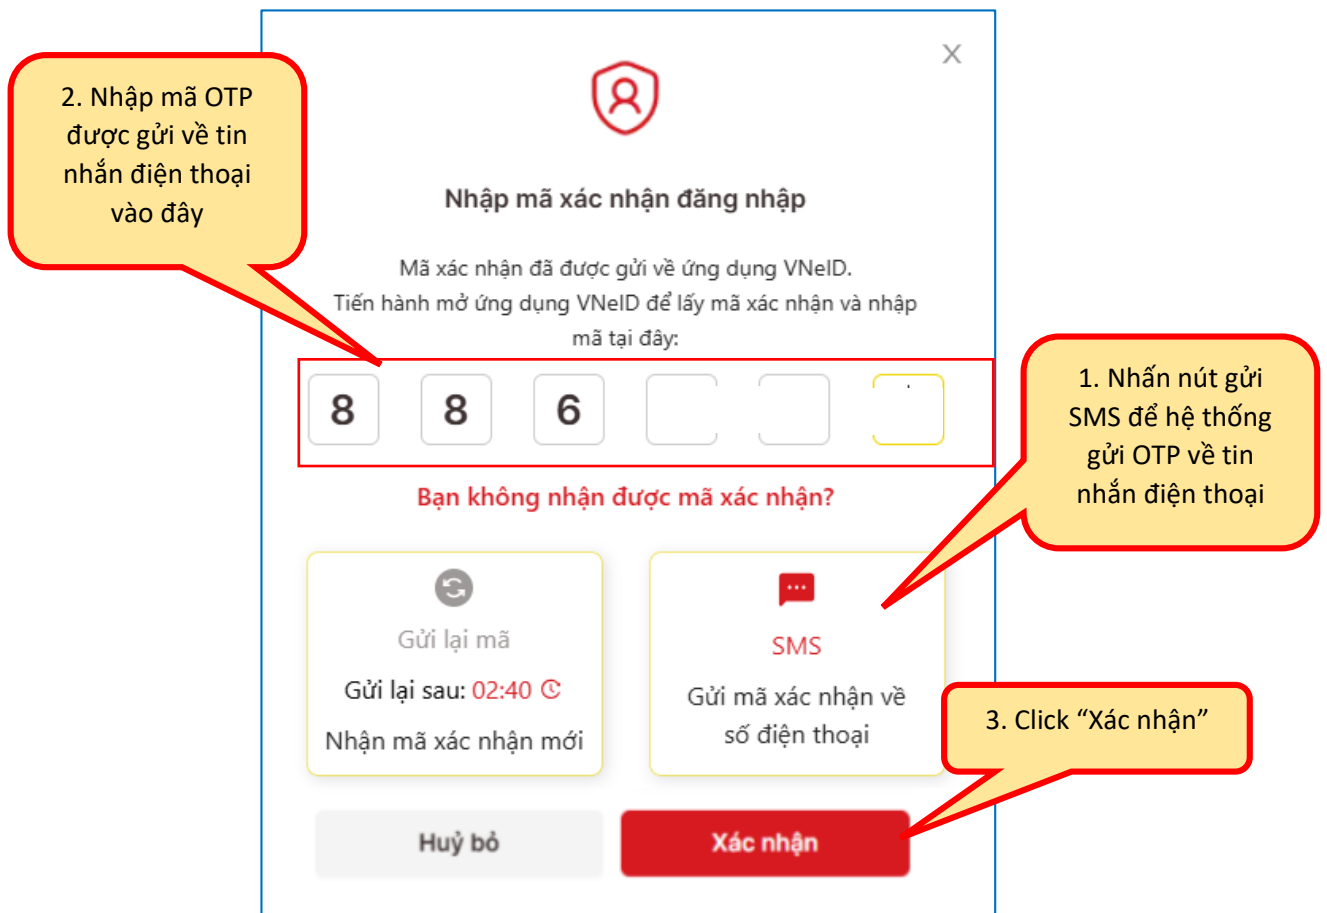 X
2. Nhập mã OTP
được gửi về tin
nhắn điện thoại
vào đây
Nhập mã xác nhận đăng nhập
Mã xác nhận đã được gửi về ứng dụng VNeID.
Tiến hành mở ứng dụng VNeID để lấy mã xác nhận và nhập
mã tại đây:
8 8 6
1. Nhấn nút gửi
SMS để hệ thống
gửi OTP về tin
nhắn điện thoại
Bạn không nhận được mã xác nhận?
Gửi lại mã
Gửi lại sau: 02:40
Nhận mã xác nhận mới
SMS
Gửi mã xác nhận về
số điện thoại
3. Click “Xác nhận”
Huỷ bỏ
Xác nhận